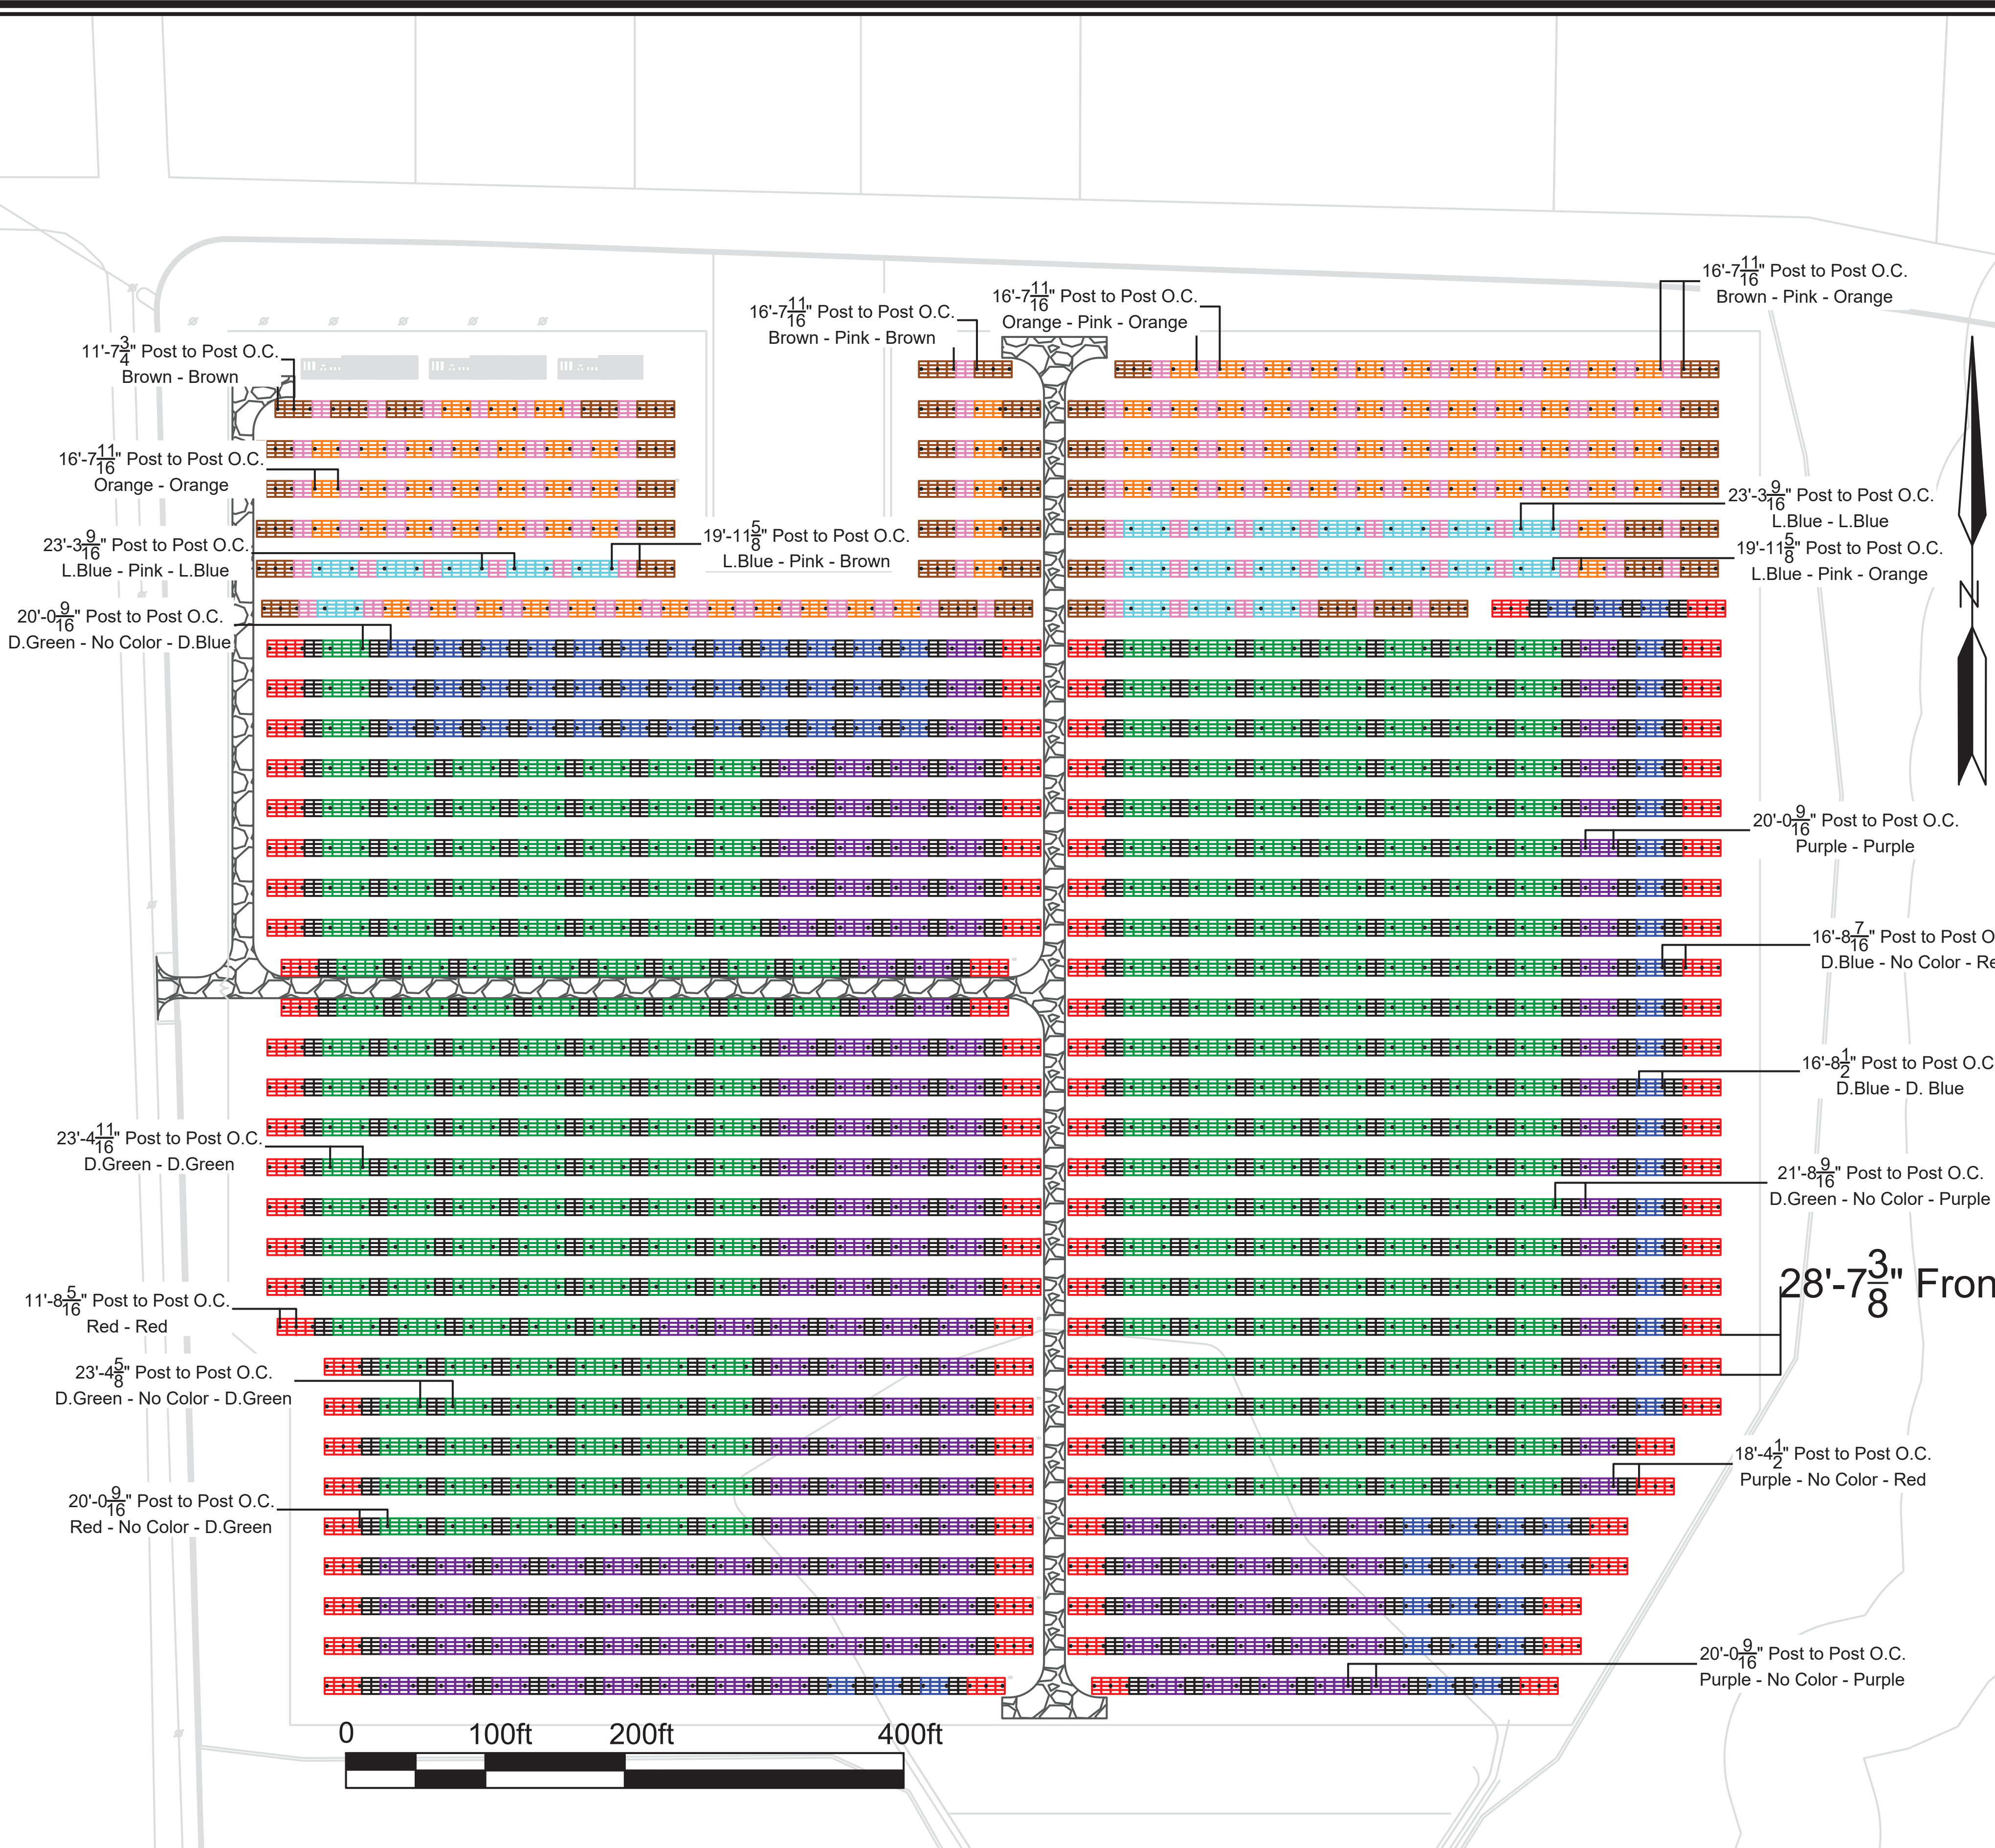 16'-7 11/16" Post to Post O.C.
Brown - Pink - Orange
16'-7 11/16" Post to Post O.C.
Orange - Pink - Orange
16'-7 11/16" Post to Post O.C.
Brown - Pink - Brown
11'-7 3/4" Post to Post O.C.
Brown - Brown
16'-7 11/16" Post to Post O.C.
Orange - Orange
23'-3 9/16" Post to Post O.C.
L.Blue - L.Blue
19'-11 5/8" Post to Post O.C.
L.Blue - Pink - Brown
23'-3 9/16" Post to Post O.C.
L.Blue - Pink - L.Blue
19'-11 5/8" Post to Post O.C.
L.Blue - Pink - Orange
N
20'-0 9/16" Post to Post O.C.
D.Green - No Color - D.Blue
20'-0 9/16" Post to Post O.C.
Purple - Purple
16'-8 7/16" Post to Post O
D.Blue - No Color - Re
16'-8 1/2" Post to Post O.C
D.Blue - D. Blue
23'-4 11/16" Post to Post O.C.
D.Green - D.Green
21'-8 9/16" Post to Post O.C.
D.Green - No Color - Purple
28'-7 3/8" Fron
11'-8 5/16" Post to Post O.C.
Red - Red
23'-4 5/8" Post to Post O.C.
D.Green - No Color - D.Green
18'-4 1/2" Post to Post O.C.
Purple - No Color - Red
20'-0 9/16" Post to Post O.C.
Red - No Color - D.Green
20'-0 9/16" Post to Post O.C.
Purple - No Color - Purple
0 100ft 200ft 400ft